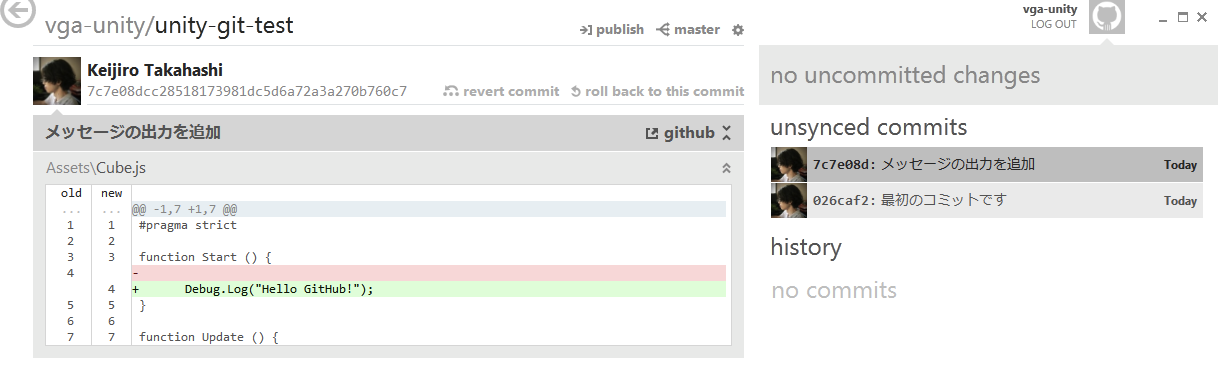 vga-unity/unity-git-test
publish master
vga-unity
LOG OUT
Keijiro Takahashi
7c7e08dcc28518173981dc5d6a72a3a270b760c7
revert commit roll back to this commit
メッセージの出力を追加
github
Assets\Cube.js
old new
... ... @@ -1,7 +1,7 @@
1 1 #pragma strict
2 2
3 3 function Start () {
4 -
4 + Debug.Log("Hello GitHub!");
5 5 }
6 6
7 7 function Update () {
no uncommitted changes
unsynced commits
7c7e08d: メッセージの出力を追加 Today
026caf2: 最初のコミットです Today
history
no commits